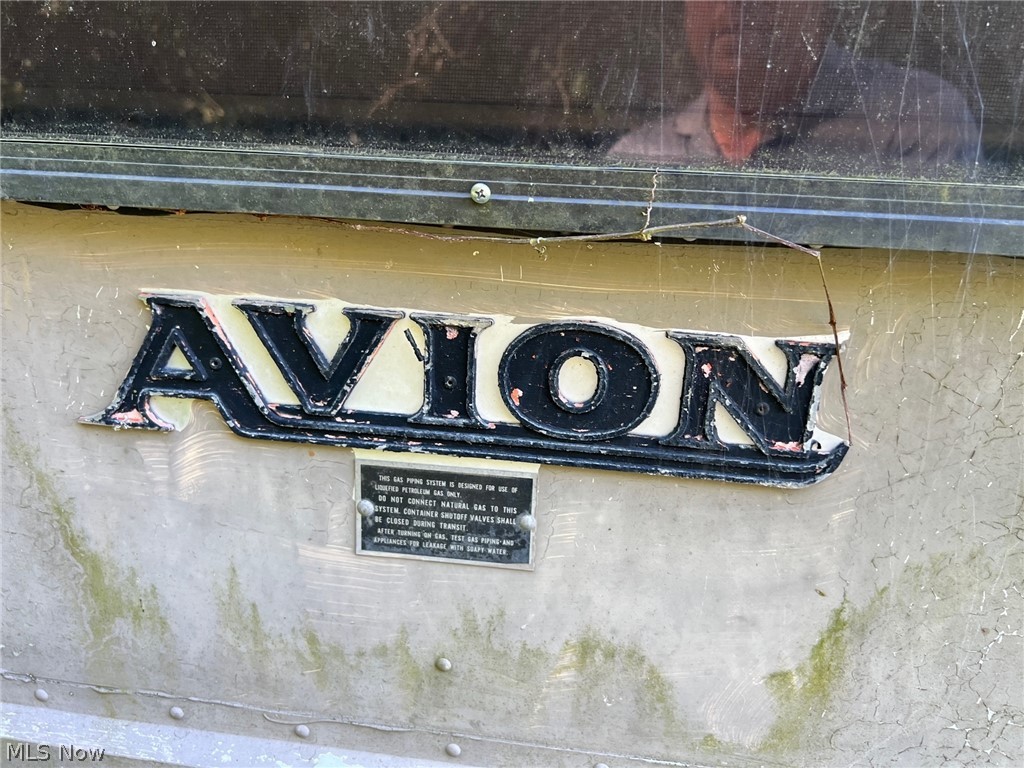 AVION
THIS GAS PIPING SYSTEM IS DESIGNED FOR USE OF
LIQUEFIED PETROLEUM GAS ONLY.
DO NOT CONNECT NATURAL GAS TO THIS
SYSTEM. CONTAINER SHUTOFF VALVES SHALL
BE CLOSED DURING TRANSIT.
AFTER TURNING ON GAS, TEST GAS PIPING AND
APPLIANCES FOR LEAKAGE WITH SOAPY WATER.
MLS Now